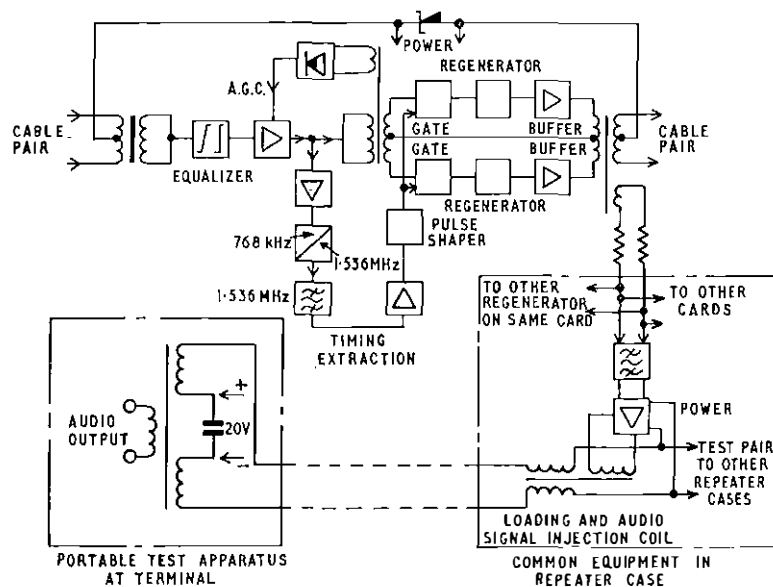 POWER
REGENERATOR
A.G.C.
CABLE
PAIR
GATE
BUFFER
CABLE
PAIR
EQUALIZER
GATE
BUFFER
REGENERATOR
PULSE
SHAPER
768 kHz
1·536MHz
1·536 MHz
TIMING
EXTRACTION
TO OTHER
REGENERATOR
ON SAME CARD
TO OTHER
CARDS
+
AUDIO
OUTPUT
20V
POWER
TEST PAIR
TO OTHER
REPEATER
CASES
LOADING AND AUDIO
SIGNAL INJECTION COIL
PORTABLE TEST APPARATUS
AT TERMINAL
COMMON EQUIPMENT IN
REPEATER CASE